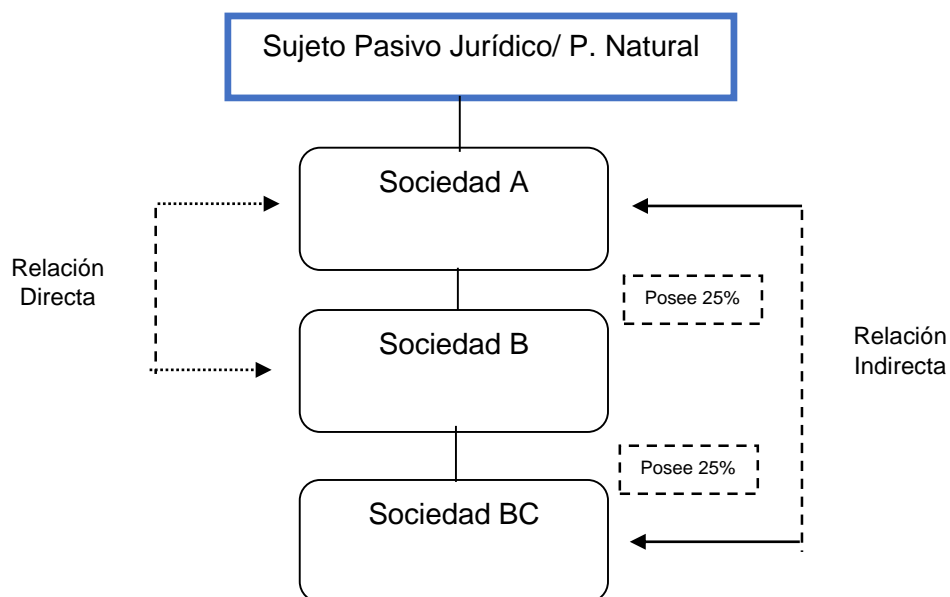 Sujeto Pasivo Jurídico/ P. Natural
Sociedad A
Relación
Directa
Posee 25%
Sociedad B
Relación
Indirecta
Posee 25%
Sociedad BC